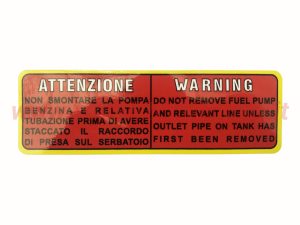 ATTENZIONE
NON SMONTARE LA POMPA
BENZINA E RELATIVA
TUBAZIONE PRIMA DI AVERE
STACCATO IL RACCORDO
DI PRESA SUL SERBATOIO
WARNING
DO NOT REMOVE FUEL PUMP
AND RELEVANT LINE UNLESS
OUTLET PIPE ON TANK HAS
FIRST BEEN REMOVED